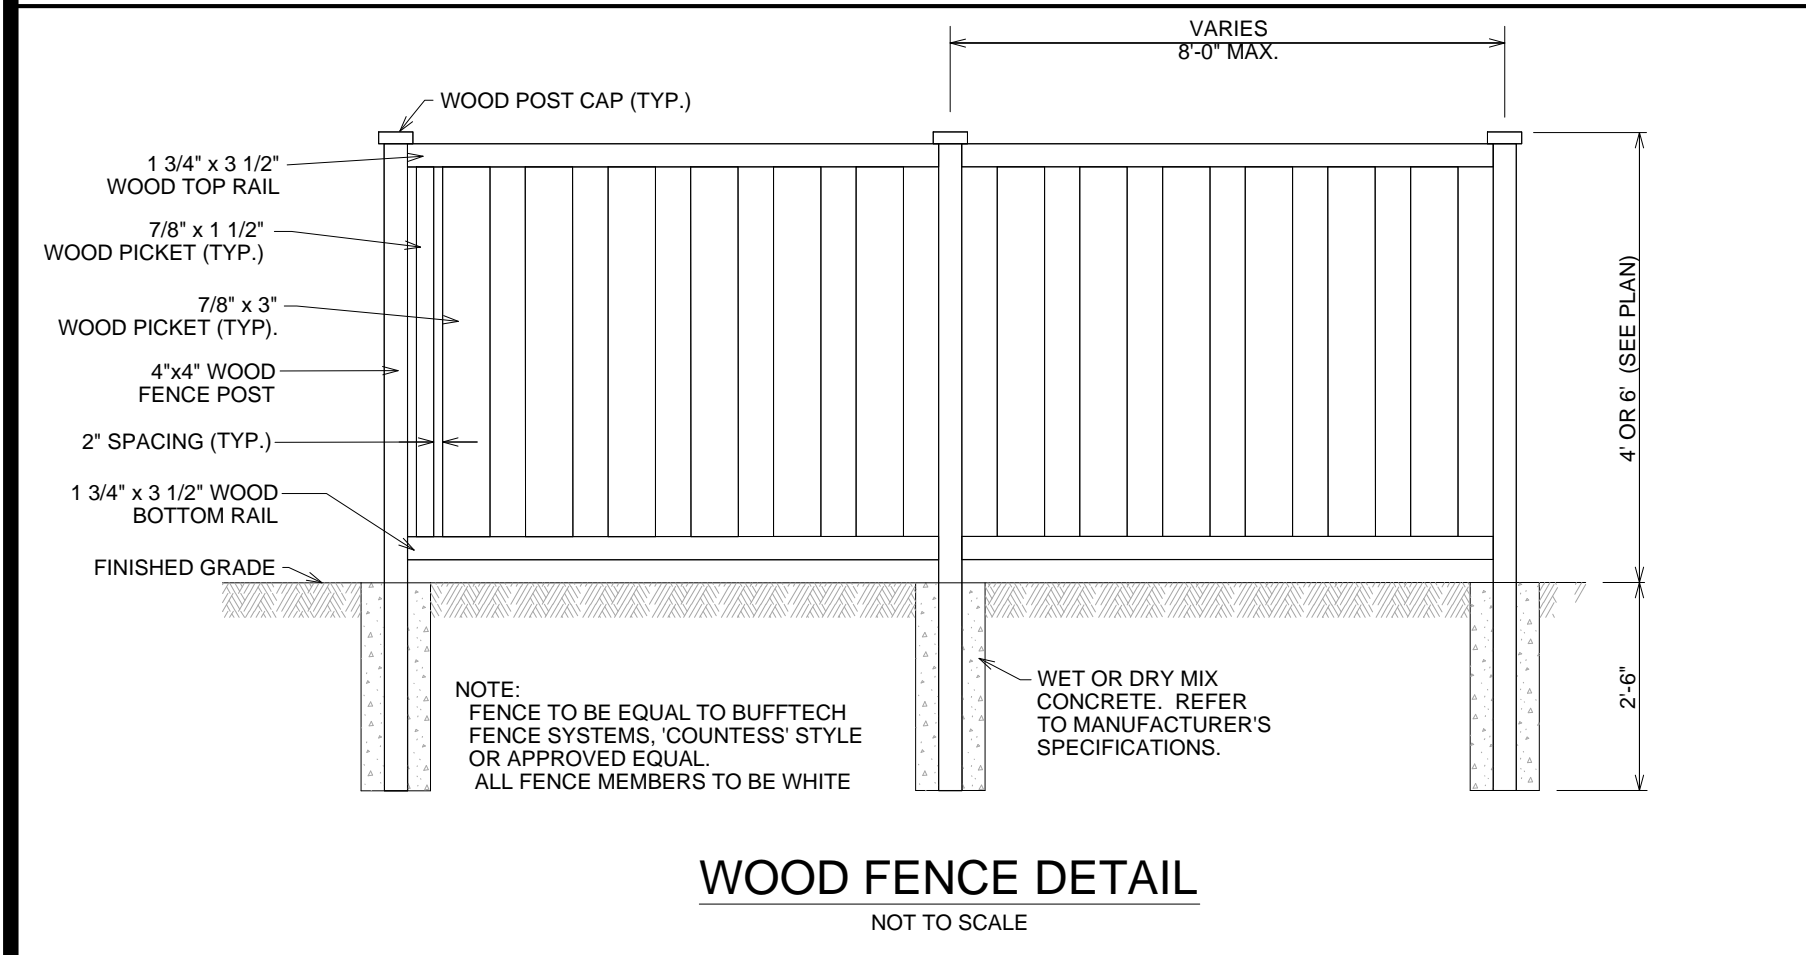 VARIES
8'-0" MAX.
WOOD POST CAP (TYP.)
1 3/4" x 3 1/2"
WOOD TOP RAIL
7/8" x 1 1/2"
WOOD PICKET (TYP.)
7/8" x 3"
WOOD PICKET (TYP).
4"x4" WOOD
FENCE POST
2" SPACING (TYP.)
1 3/4" x 3 1/2" WOOD
BOTTOM RAIL
FINISHED GRADE
4' OR 6' (SEE PLAN)
2'-6"
NOTE:
FENCE TO BE EQUAL TO BUFFTECH
FENCE SYSTEMS, 'COUNTESS' STYLE
OR APPROVED EQUAL.
ALL FENCE MEMBERS TO BE WHITE
WET OR DRY MIX
CONCRETE. REFER
TO MANUFACTURER'S
SPECIFICATIONS.
WOOD FENCE DETAIL
NOT TO SCALE